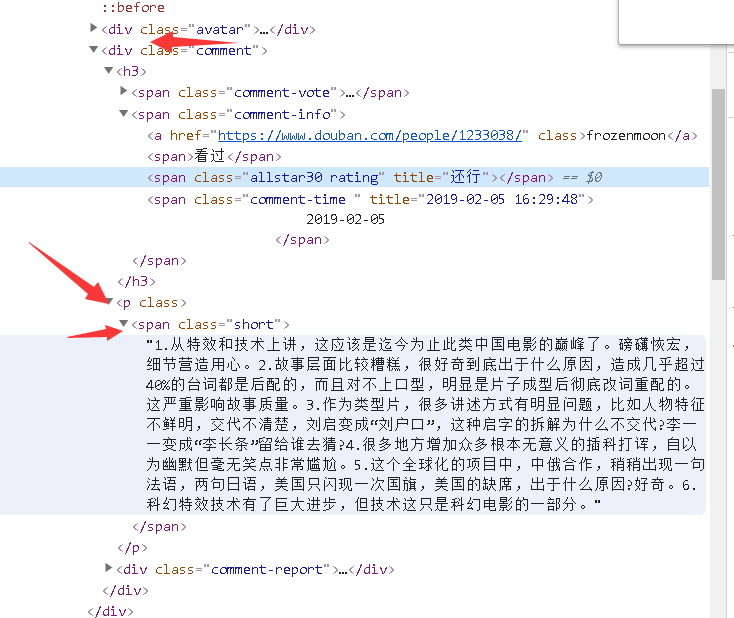 ::before
▶<div class="avatar">…</div>
▼<div class="comment">
▼<h3>
▶<span class="comment-vote">…</span>
▼<span class="comment-info">
<a href="https://www.douban.com/people/1233038/" class>frozenmoon</a>
<span>看过</span>
<span class="allstar30 rating" title="还行"></span> == $0
<span class="comment-time " title="2019-02-05 16:29:48">
2019-02-05
</span>
</span>
</h3>
▼<p class>
▼<span class="short">
"1.从特效和技术上讲，这应该是迄今为止此类中国电影的巅峰了。磅礴恢宏，
细节营造用心。2.故事层面比较糟糕，很好奇到底出于什么原因，造成几乎超过
40%的台词都是后配的，而且对不上口型，明显是片子成型后彻底改词重配的。
这严重影响故事质量。3.作为类型片，很多讲述方式有明显问题，比如人物特征
不鲜明，交代不清楚，刘启变成“刘户口”，这种启字的拆解为什么不交代?李一
一变成“李长条”留给谁去猜?4.很多地方增加众多根本无意义的插科打诨，自以
为幽默但毫无笑点非常尴尬。5.这个全球化的项目中，中俄合作，稍稍出现一句
法语，两句日语，美国只闪现一次国旗，美国的缺席，出于什么原因?好奇。6.
科幻特效技术有了巨大进步，但技术这只是科幻电影的一部分。"
</span>
</p>
▶<div class="comment-report">…</div>
</div>
</div>